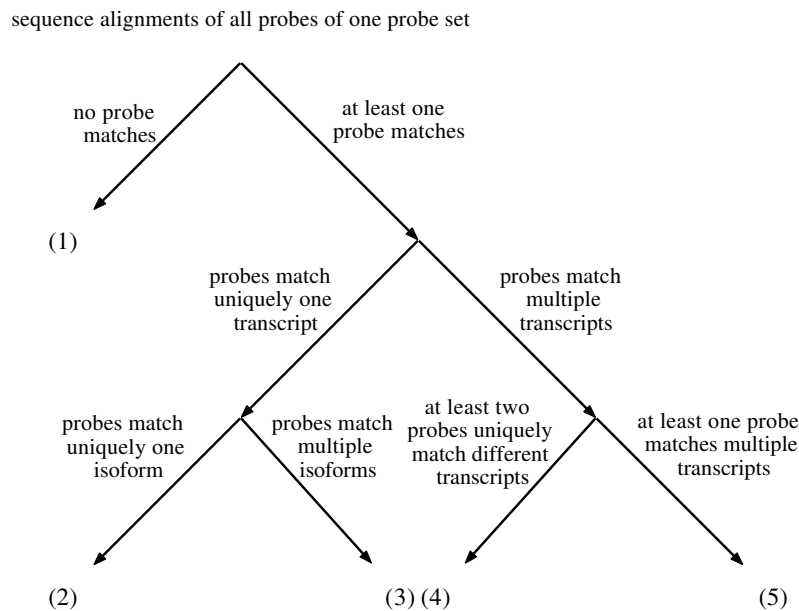 sequence alignments of all probes of one probe set
no probe
matches
at least one
probe matches
(1)
probes match
uniquely one
transcript
probes match
multiple
transcripts
probes match
uniquely one
isoform
probes match
multiple
isoforms
at least two
probes uniquely
match different
transcripts
at least one probe
matches multiple
transcripts
(2)
(3)
(4)
(5)